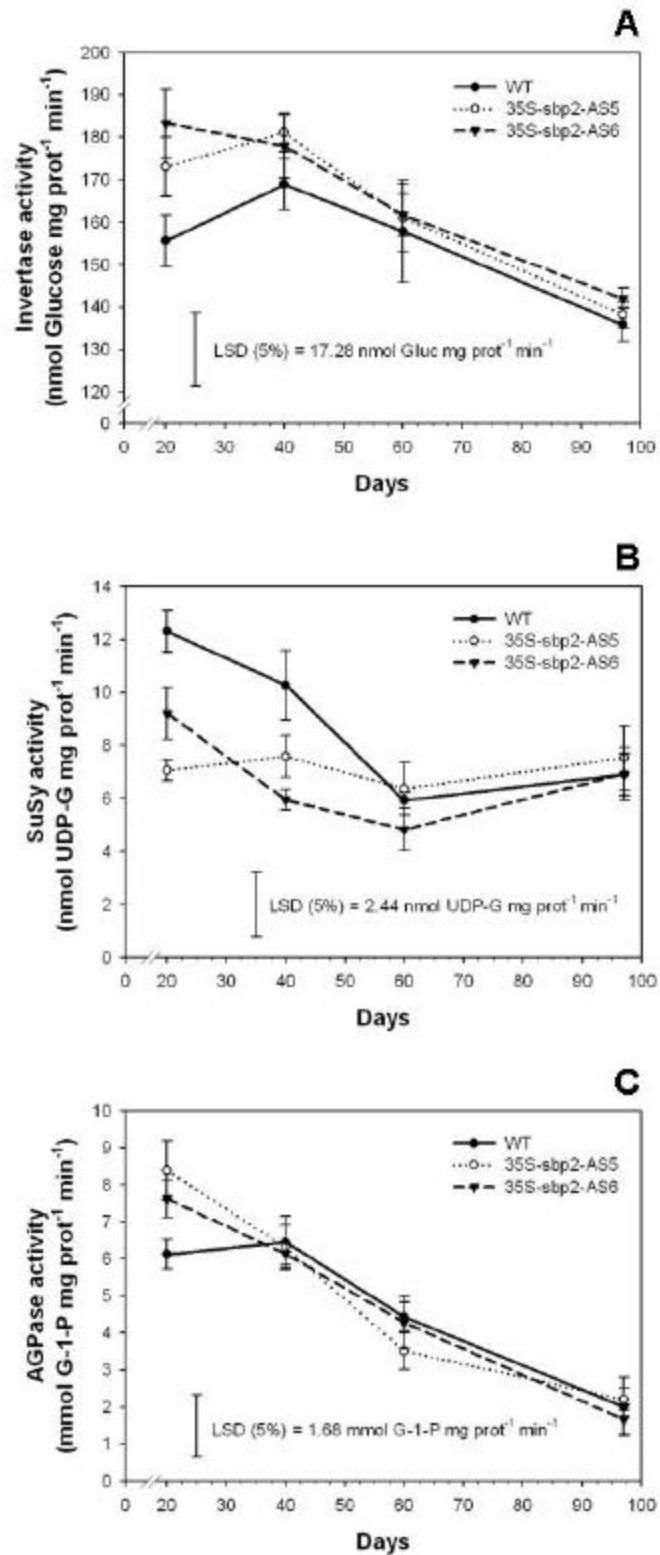 A
200
190
180
170
160
150
140
130
120
0
Invertase activity
(nmol Glucose mg prot⁻¹ min⁻¹)
WT
35S-sbp2-AS5
35S-sbp2-AS6
LSD (5%) = 17.28 nmol Gluc mg prot⁻¹ min⁻¹
0 20 30 40 50 60 70 80 90 100
Days
B
14
12
10
8
6
4
2
0
SuSy activity
(nmol UDP-G mg prot⁻¹ min⁻¹)
WT
35S-sbp2-AS5
35S-sbp2-AS6
LSD (5%) = 2.44 nmol UDP-G mg prot⁻¹ min⁻¹
0 20 30 40 50 60 70 80 90 100
Days
C
10
9
8
7
6
5
4
3
2
1
0
AGPase activity
(mmol G-1-P mg prot⁻¹ min⁻¹)
WT
35S-sbp2-AS5
35S-sbp2-AS6
LSD (5%) = 1.68 mmol G-1-P mg prot⁻¹ min⁻¹
0 20 30 40 50 60 70 80 90 100
Days